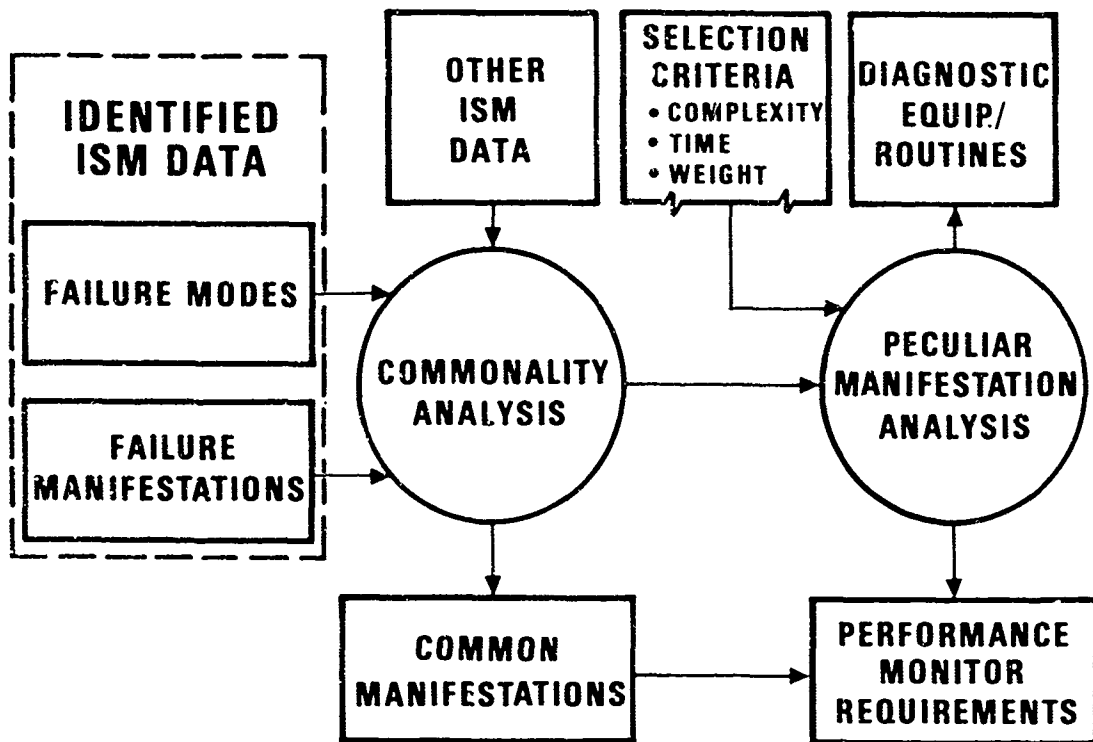 IDENTIFIED
ISM DATA
FAILURE MODES
FAILURE
MANIFESTATIONS
OTHER
ISM
DATA
COMMONALITY
ANALYSIS
COMMON
MANIFESTATIONS
SELECTION
CRITERIA
• COMPLEXITY
• TIME
• WEIGHT
DIAGNOSTIC
EQUIP./
ROUTINES
PECULIAR
MANIFESTATION
ANALYSIS
PERFORMANCE
MONITOR
REQUIREMENTS